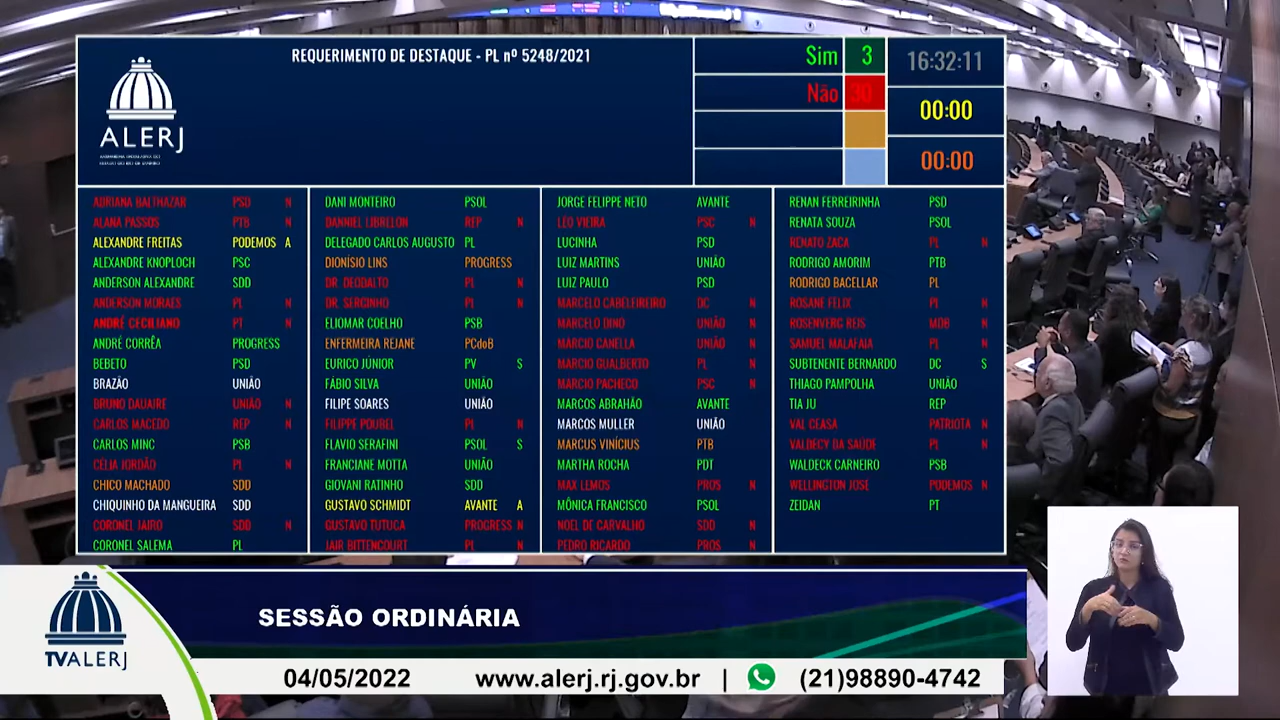 REQUERIMENTO DE DESTAQUE - PL nº 5248/2021
Sim 3
Não 30
16:32:11
00:00
00:00
ALERJ
ADRIANA BALTHAZAR PSD N
ALANA PASSOS PTB N
ALEXANDRE FREITAS PODEMOS A
ALEXANDRE KNOPLOCH PSC
ANDERSON ALEXANDRE SDD
ANDERSON MORAES PL N
ANDRÉ CECILIANO PT N
ANDRÉ CORRÊA PROGRESS
BEBETO PSD
BRAZÃO UNIÃO
BRUNO DAUAIRE UNIÃO N
CARLOS MACEDO REP N
CARLOS MINC PSB
CÉLIA JORDÃO PL N
CHICO MACHADO SDD
CHIQUINHO DA MANGUEIRA SDD
CORONEL JAIRO SDD N
CORONEL SALEMA PL
DANI MONTEIRO PSOL
DANNIEL LIBRELON REP N
DELEGADO CARLOS AUGUSTO PL
DIONÍSIO LINS PROGRESS
DR. DEODALTO PL N
DR. SERGINHO PL N
ELIOMAR COELHO PSB
ENFERMEIRA REJANE PCdoB
EURICO JÚNIOR PV S
FÁBIO SILVA UNIÃO
FILIPE SOARES UNIÃO
FILIPPE POUBEL PL N
FLAVIO SERAFINI PSOL S
FRANCIANE MOTTA UNIÃO
GIOVANI RATINHO SDD
GUSTAVO SCHMIDT AVANTE A
GUSTAVO TUTUCA PROGRESS N
JAIR BITTENCOURT PL N
JORGE FELIPPE NETO AVANTE
LÉO VIEIRA PSC N
LUCINHA PSD
LUIZ MARTINS UNIÃO
LUIZ PAULO PSD
MARCELO CABELEIREIRO DC N
MARCELO DINO UNIÃO N
MÁRCIO CANELLA UNIÃO N
MÁRCIO GUALBERTO PL N
MÁRCIO PACHECO PSC N
MARCOS ABRAHÃO AVANTE
MARCOS MULLER UNIÃO
MARCUS VINÍCIUS PTB
MARTHA ROCHA PDT
MAX LEMOS PROS N
MÔNICA FRANCISCO PSOL
NOEL DE CARVALHO SDD N
PEDRO RICARDO PROS N
RENAN FERREIRINHA PSD
RENATA SOUZA PSOL
RENATO ZACA PL N
RODRIGO AMORIM PTB
RODRIGO BACELLAR PL
ROSANE FÉLIX PL N
ROSENVERG REIS MDB N
SAMUEL MALAFAIA PL N
SUBTENENTE BERNARDO DC S
THIAGO PAMPOLHA UNIÃO
TIA JU REP
VAL CEASA PATRIOTA N
VALDECY DA SAÚDE PL N
WALDECK CARNEIRO PSB
WELLINGTON JOSÉ PODEMOS N
ZEIDAN PT
SESSÃO ORDINÁRIA
TVALERJ
04/05/2022 www.alerj.rj.gov.br | (21)98890-4742